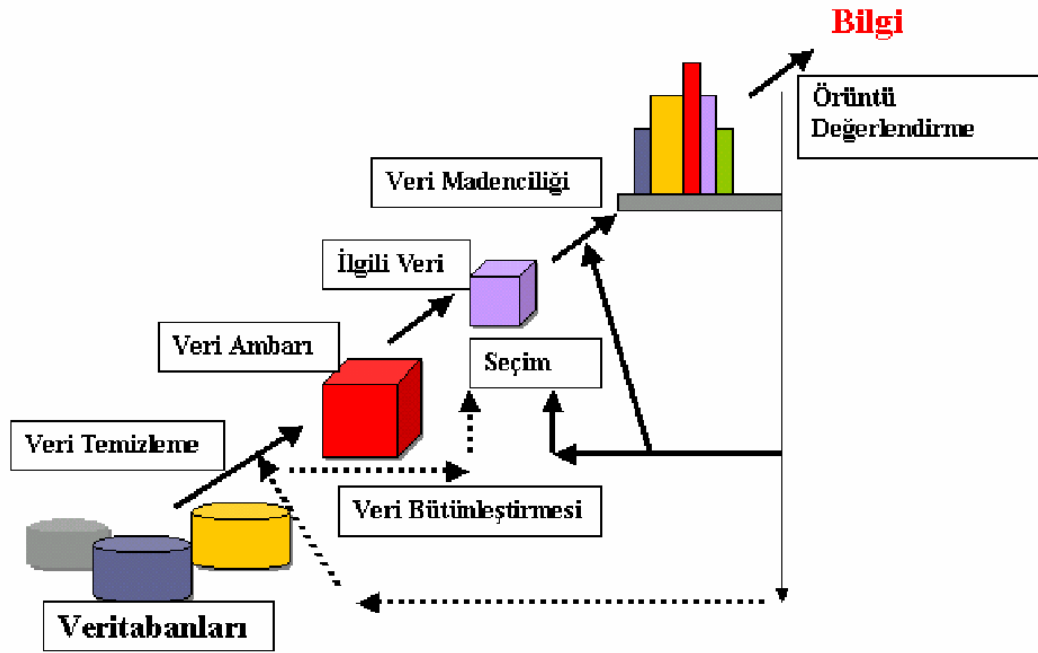 Bilgi
Örüntü
Değerlendirme
Veri Madenciliği
İlgili Veri
Veri Ambarı
Seçim
Veri Temizleme
Veri Bütünleştirmesi
Veritabanları